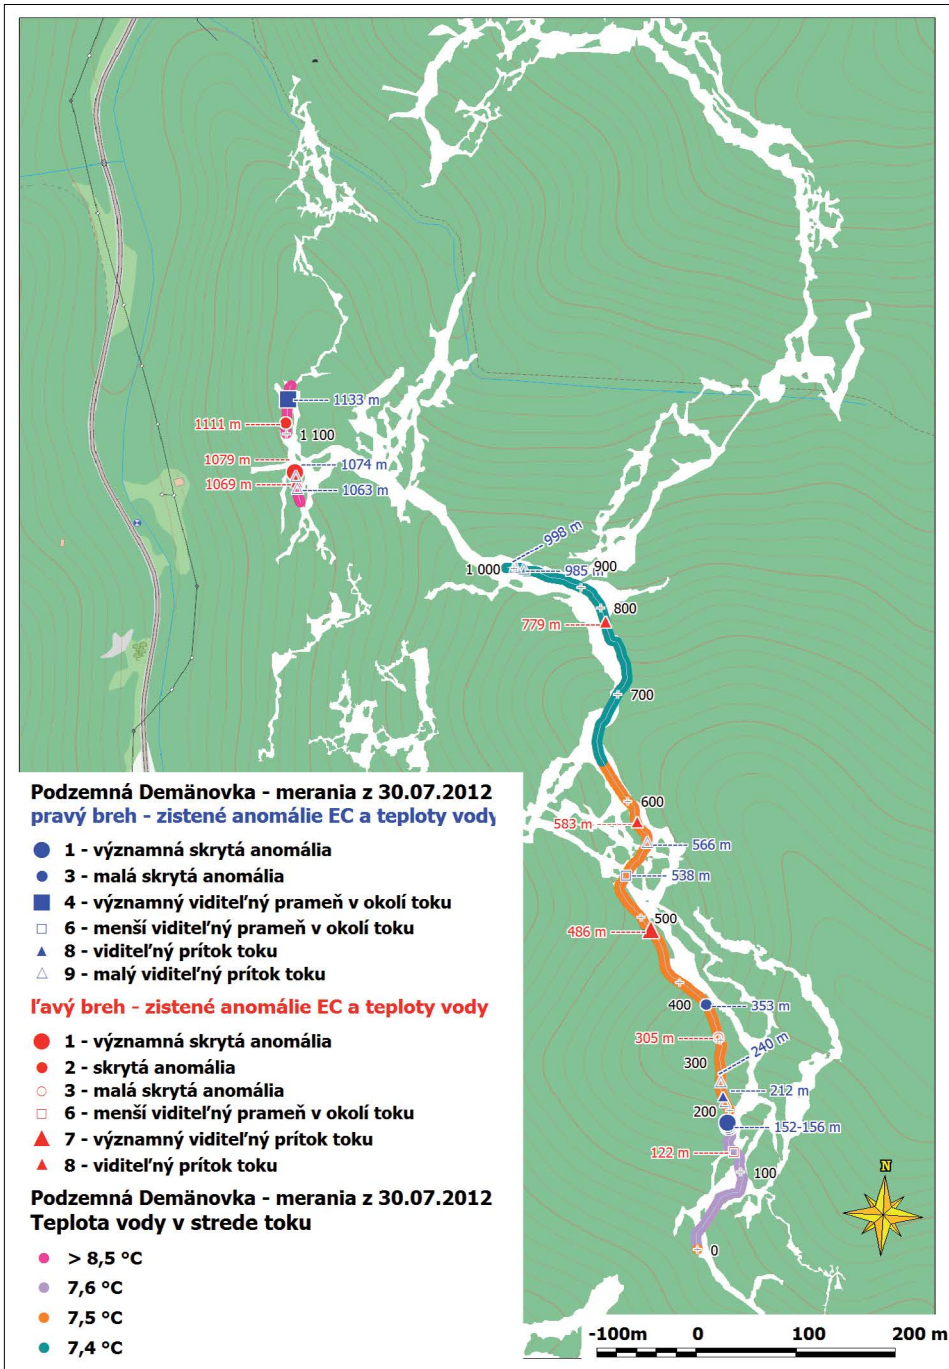 1133 m
1111 m
1 100
1079 m
1074 m
1069 m
1063 m
998 m
1 000
985 m
900
800
779 m
700
600
583 m
566 m
538 m
500
486 m
400
353 m
305 m
240 m
300
212 m
200
152-156 m
122 m
100
0
Podzemná Demänovka - merania z 30.07.2012
pravý breh - zistené anomálie EC a teploty vody
1 - významná skrytá anomália
3 - malá skrytá anomália
4 - významný viditeľný prameň v okolí toku
6 - menší viditeľný prameň v okolí toku
8 - viditeľný prítok toku
9 - malý viditeľný prítok toku
ľavý breh - zistené anomálie EC a teploty vody
1 - významná skrytá anomália
2 - skrytá anomália
3 - malá skrytá anomália
6 - menší viditeľný prameň v okolí toku
7 - významný viditeľný prítok toku
8 - viditeľný prítok toku
Podzemná Demänovka - merania z 30.07.2012
Teplota vody v strede toku
> 8,5 °C
7,6 °C
7,5 °C
7,4 °C
N
-100m 0 100 200 m